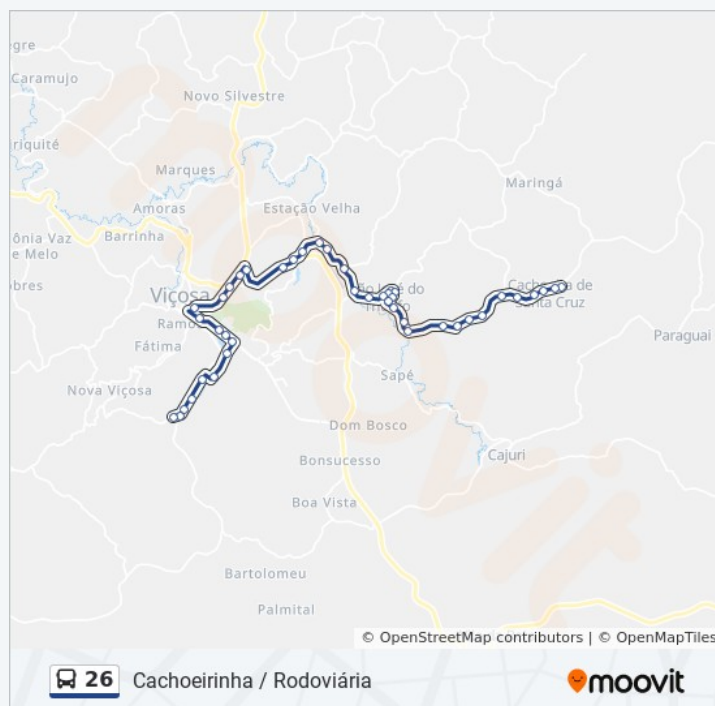 egre
Caramujo
Novo Silvestre
iriquité
Marques
Maringá
Amoras
Estação Velha
ônia Vaz
de Melo
Barrinha
obres
Viçosa
Cachoeira de
Santa Cruz
Ramo
Fátima
Paraguai
Sapé
Nova Viçosa
Dom Bosco
Cajuri
Bonsucesso
Boa Vista
Bartolomeu
Palmital
© OpenStreetMap contributors | © OpenMapTiles
26 Cachoeirinha / Rodoviária
moovit